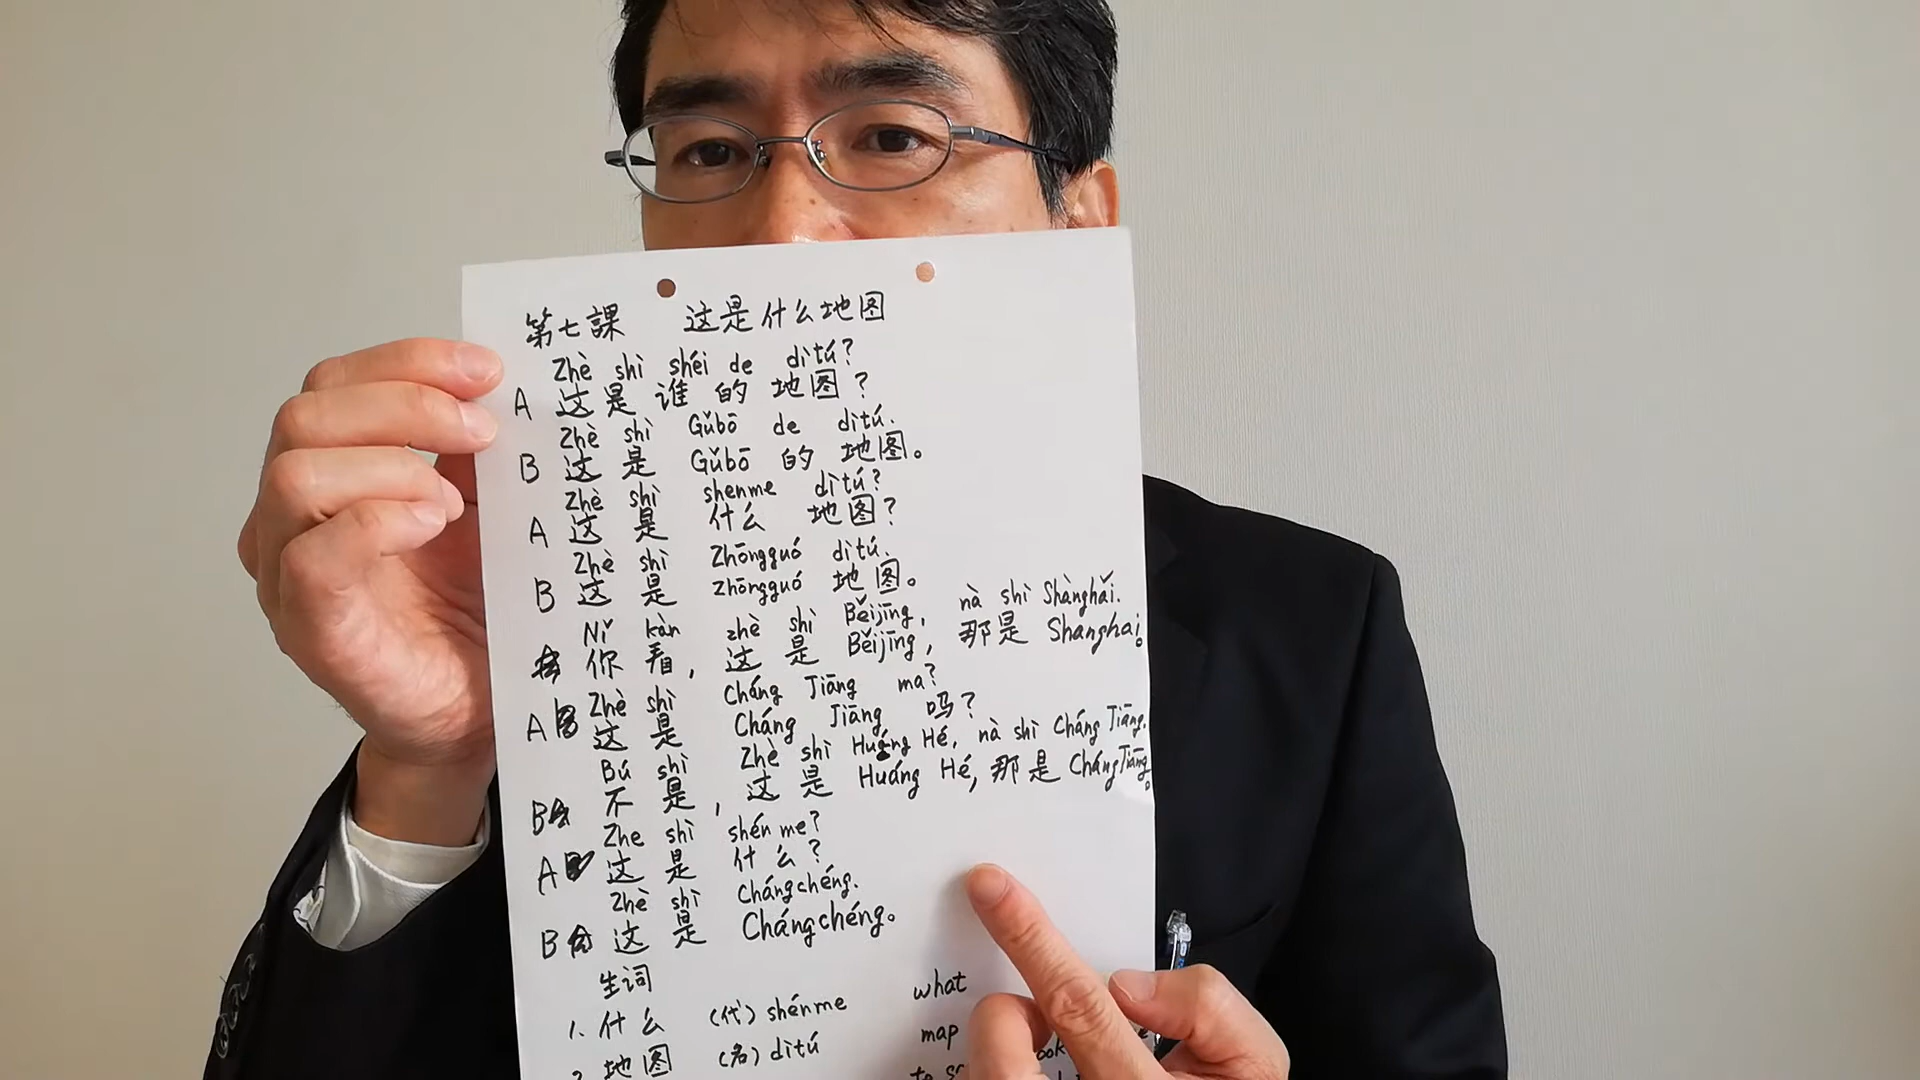 第七課 这是什么地图
Zhè shì shéi de dìtú?
A 这是谁的地图?
Zhè shì Gǔbō de dìtú.
B 这是 Gǔbō 的 地图。
Zhè shì shenme dìtú?
A 这是 什么 地图?
Zhè shì Zhōngguó dìtú.
B 这是 zhōngguó 地图。
Nǐ kàn zhè shì Běijīng, nà shì Shànghǎi.
你看, 这是 Běijīng, 那是 Shanghai。
Zhè shì Cháng Jiāng ma?
A 这是 Cháng Jiāng 吗?
Bú shì Zhè shì Huáng Hé, nà shì Cháng Jiāng.
B 不是, 这是 Huáng Hé, 那是 Cháng Jiāng。
Zhe shì shén me?
A 这是 什么?
Zhè shì Chángchéng.
B 这是 Chángchéng。
生词
1. 什么 (代) shénme what
2. 地图 (名) dìtú map